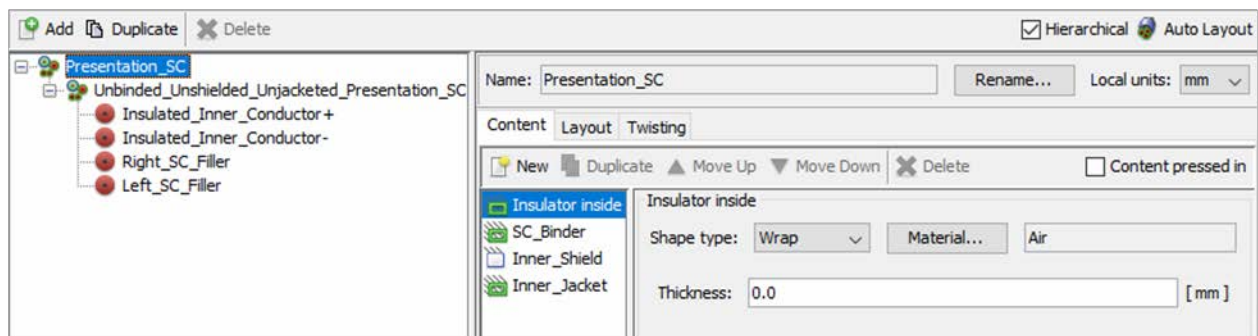 Add Duplicate Delete Hierarchical Auto Layout
Presentation_SC
Unbinded_Unshielded_Unjacketed_Presentation_SC
Insulated_Inner_Conductor+
Insulated_Inner_Conductor-
Right_SC_Filler
Left_SC_Filler
Name: Presentation_SC Rename... Local units: mm
Content Layout Twisting
New Duplicate Move Up Move Down Delete Content pressed in
Insulator inside
SC_Binder
Inner_Shield
Inner_Jacket
Insulator inside
Shape type: Wrap Material... Air
Thickness: 0.0 [ mm ]